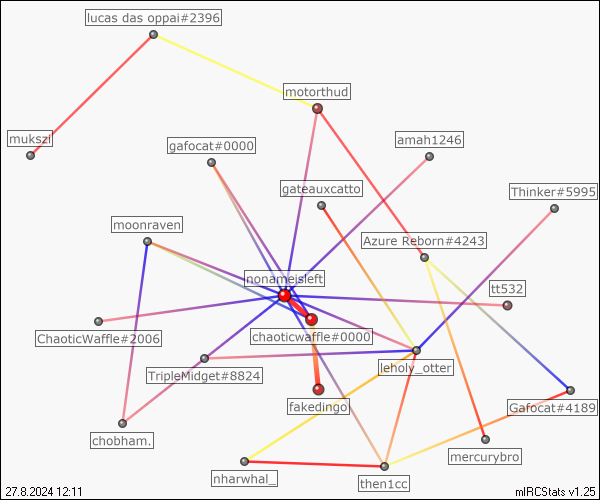 lucas das oppai#2396
motorthud
mukszi
gafocat#0000
amah1246
gateauxcatto
Thinker#5995
moonraven
Azure Reborn#4243
nonameisleft
tt532
ChaoticWaffle#2006
chaoticwaffle#0000
leholy_otter
TripleMidget#8824
fakedingo
Gafocat#4189
chobham.
mercurybro
nharwhal_
then1cc
27.8.2024 12:11
mIRCStats v1.25